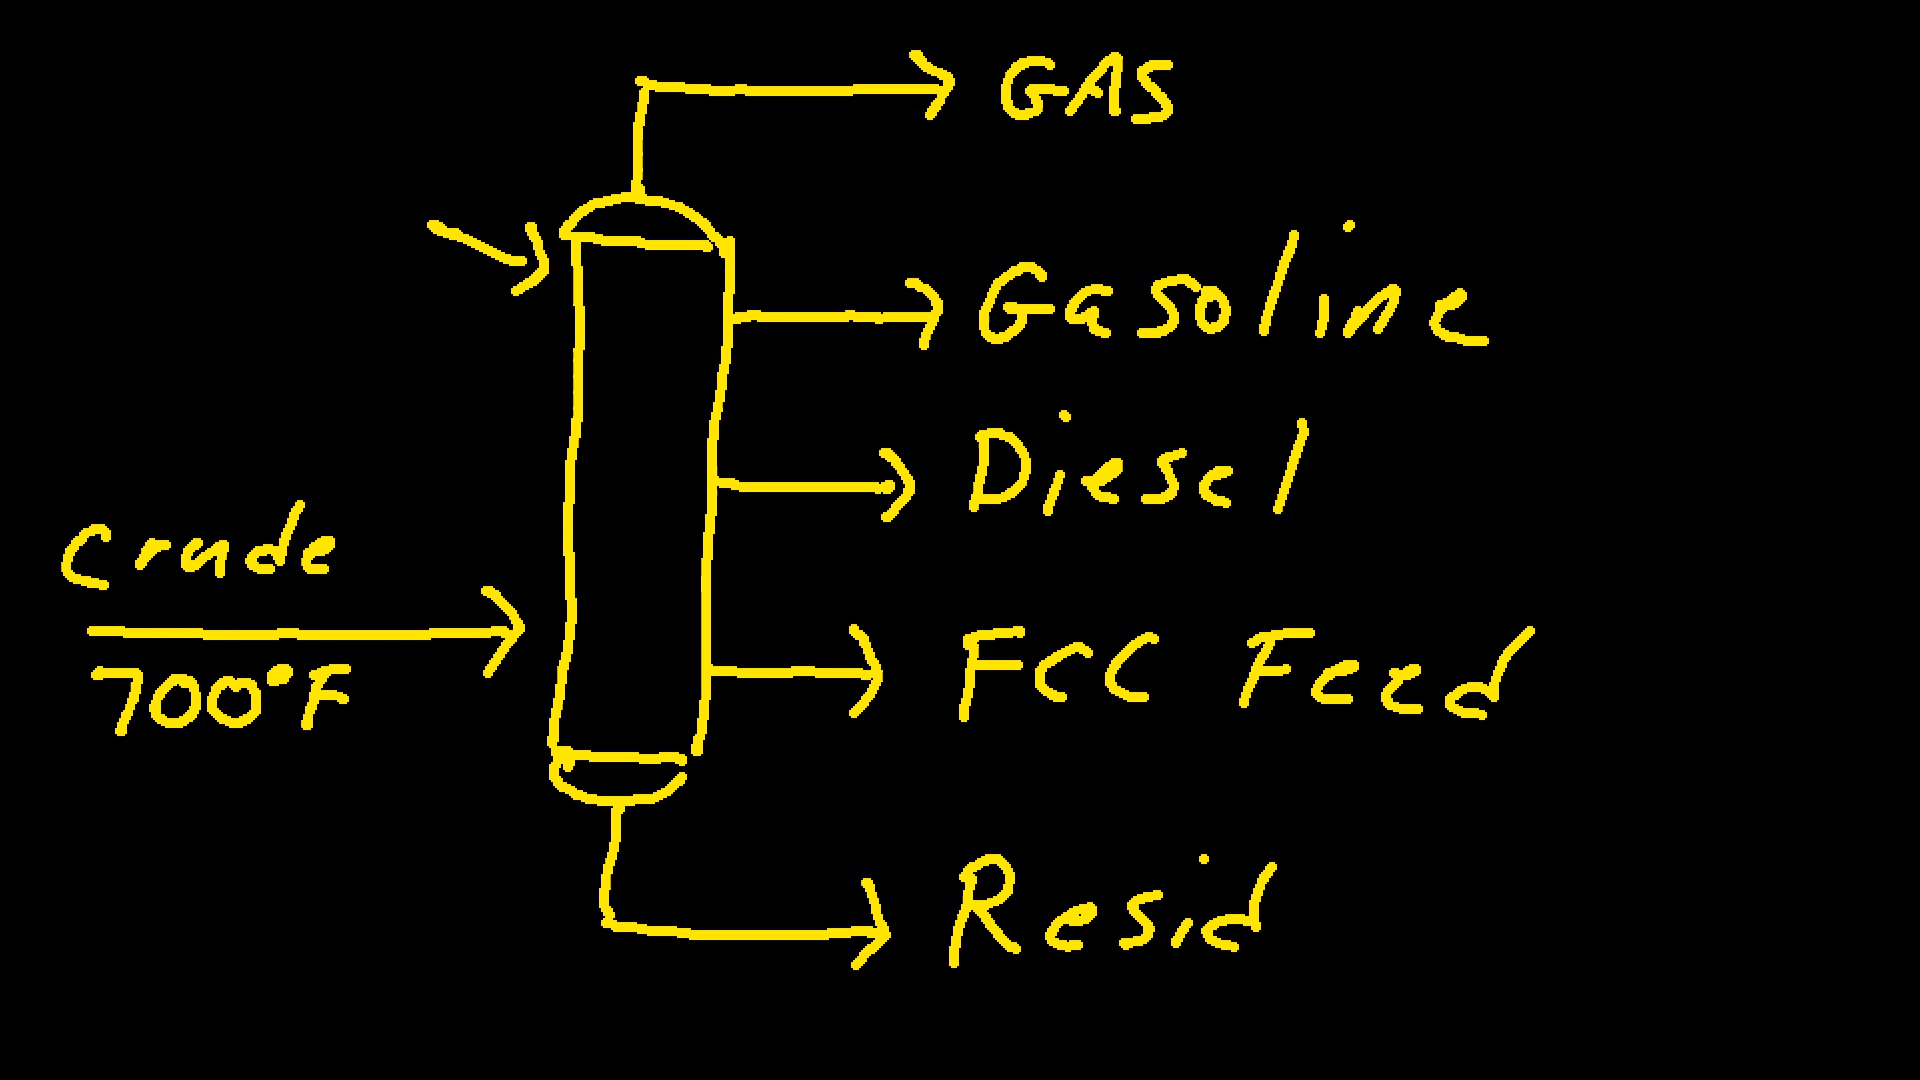 GAS
Gasoline
Diesel
Crude
700°F
FCC Feed
Resid